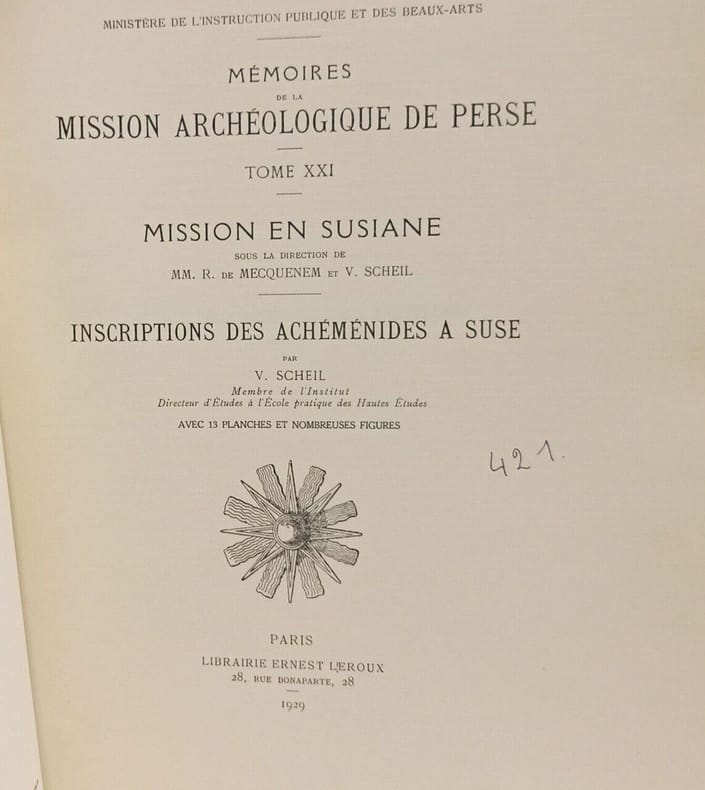 MINISTÈRE DE L'INSTRUCTION PUBLIQUE ET DES BEAUX-ARTS
MÉMOIRES
DE LA
MISSION ARCHÉOLOGIQUE DE PERSE
TOME XXI
MISSION EN SUSIANE
SOUS LA DIRECTION DE
MM. R. DE MECQUENEM ET V. SCHEIL
INSCRIPTIONS DES ACHÉMÉNIDES A SUSE
PAR
V. SCHEIL
Membre de l'Institut
Directeur d'Études à l'École pratique des Hautes Études
AVEC 13 PLANCHES ET NOMBREUSES FIGURES
421.
PARIS
LIBRAIRIE ERNEST LEROUX
28, RUE BONAPARTE, 28
1929